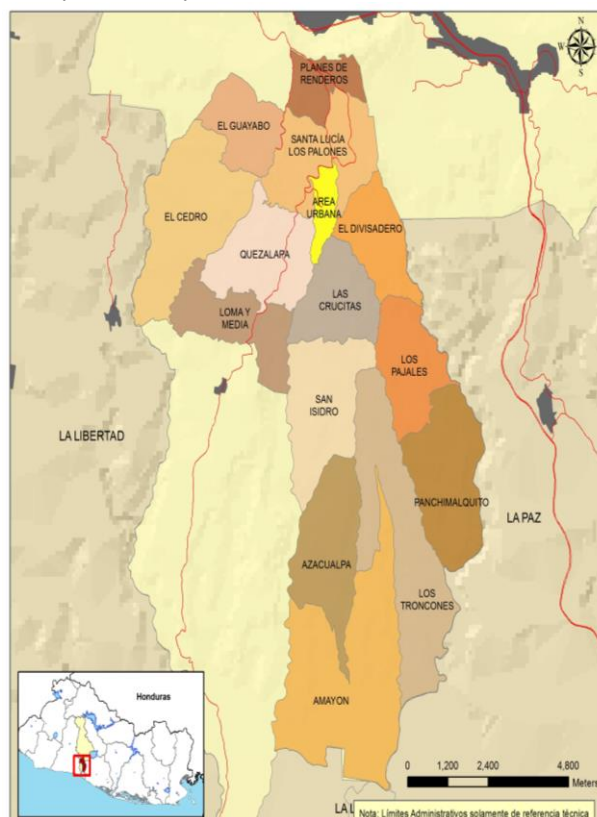 N
W
E
S
PLANES DE
RENDEROS
EL GUAYABO
SANTA LUCÍA
LOS PALONES
AREA
URBANA
EL CEDRO
EL DIVISADERO
QUEZALAPA
LAS
CRUCITAS
LOMA Y
MEDIA
LOS
PAJALES
SAN
ISIDRO
LA LIBERTAD
PANCHIMALQUITO
LA PAZ
AZACUALPA
LOS
TRONCONES
AMAYON
Honduras
0 1,200 2,400 4,800
Meters
Nota: Límites Administrativos solamente de referencia técnica